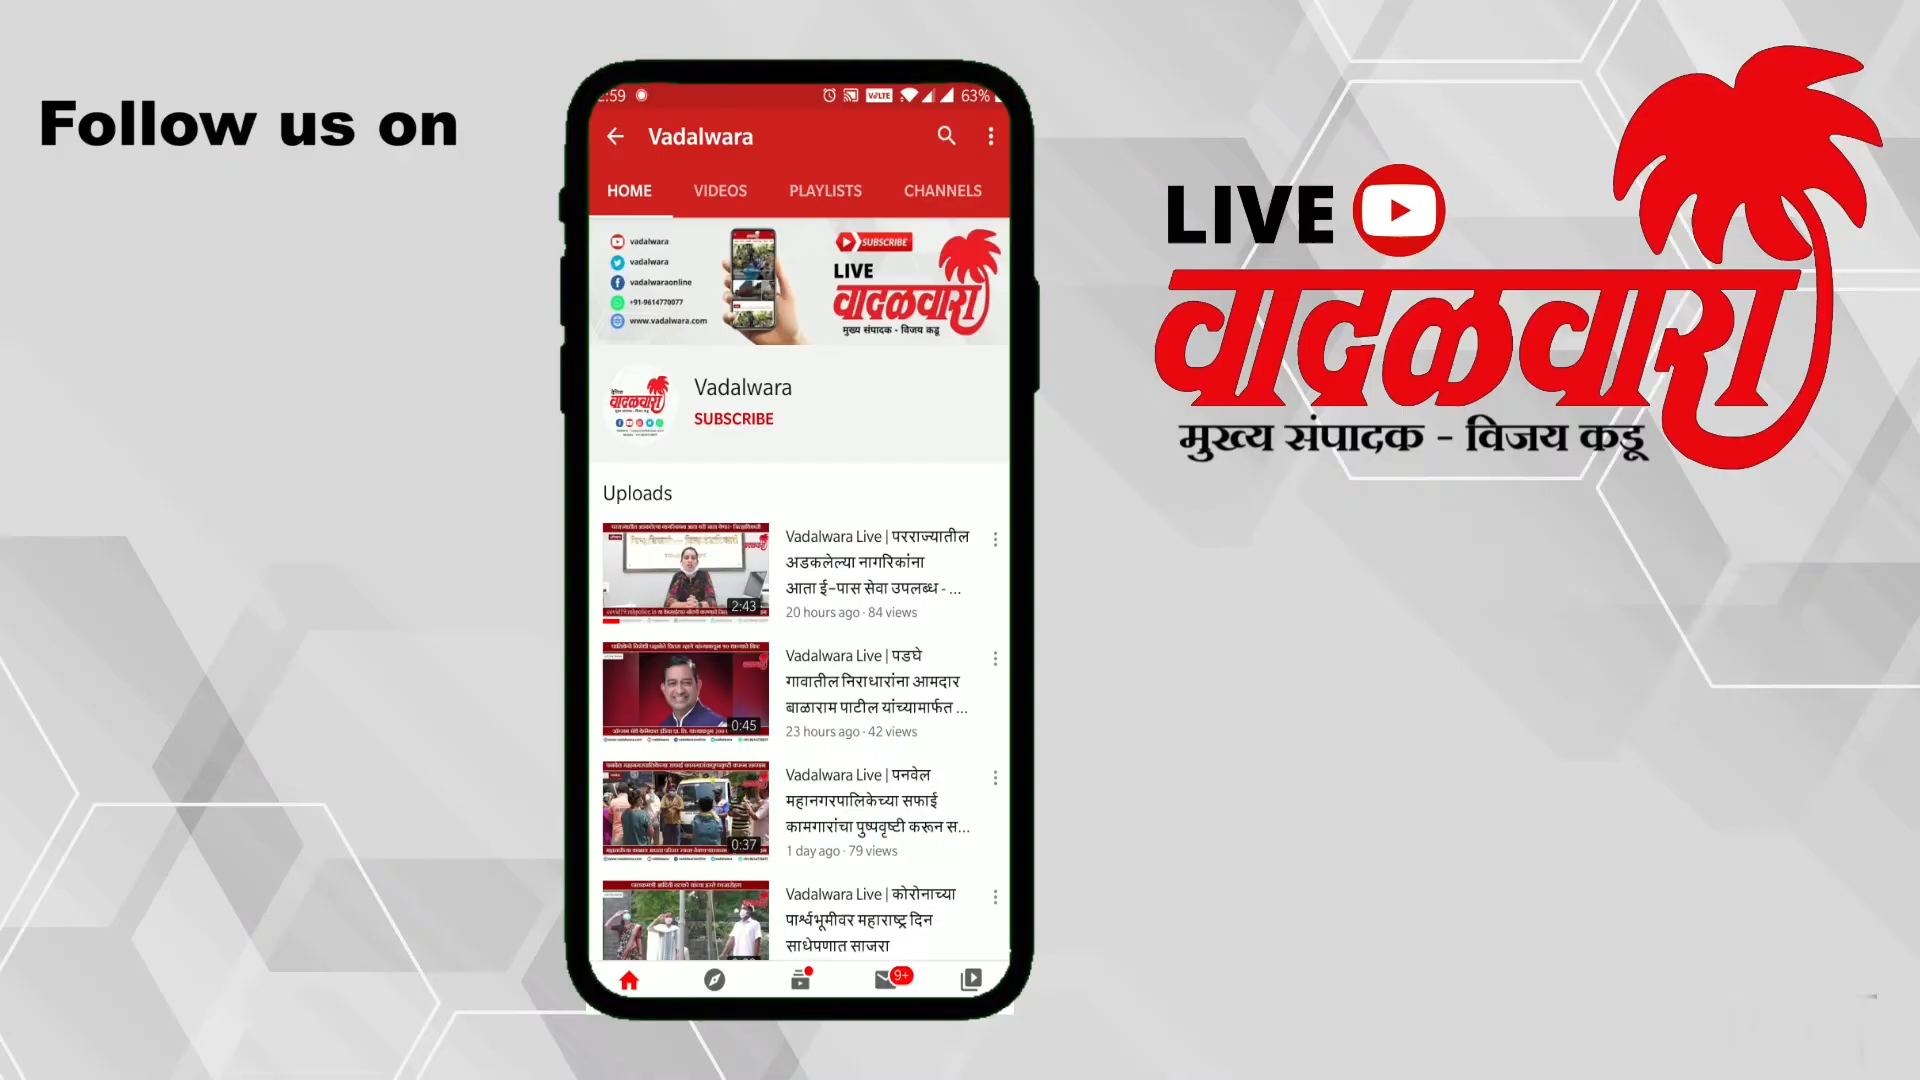 Follow us on
:59
VoLTE
63%
Vadalwara
HOME
VIDEOS
PLAYLISTS
CHANNELS
vadalwara
vadalwara
vadalwaraonline
+91-9614770077
www.vadalwara.com
SUBSCRIBE
LIVE
वादळवारा
मुख्य संपादक - विजय कडू
वादळवारा
Vadalwara
SUBSCRIBE
Uploads
2:43
Vadalwara Live | परराज्यातील
अडकलेल्या नागरिकांना
आता ई-पास सेवा उपलब्ध - ...
20 hours ago · 84 views
0:45
Vadalwara Live | पडघे
गावातील निराधारांना आमदार
बाळाराम पाटील यांच्यामार्फत ...
23 hours ago · 42 views
0:37
Vadalwara Live | पनवेल
महानगरपालिकेच्या सफाई
कामगारांचा पुष्पवृष्टी करून स...
1 day ago · 79 views
Vadalwara Live | कोरोनाच्या
पार्श्वभूमीवर महाराष्ट्र दिन
साधेपणात साजरा
9+
LIVE
वादळवारा
मुख्य संपादक - विजय कडू